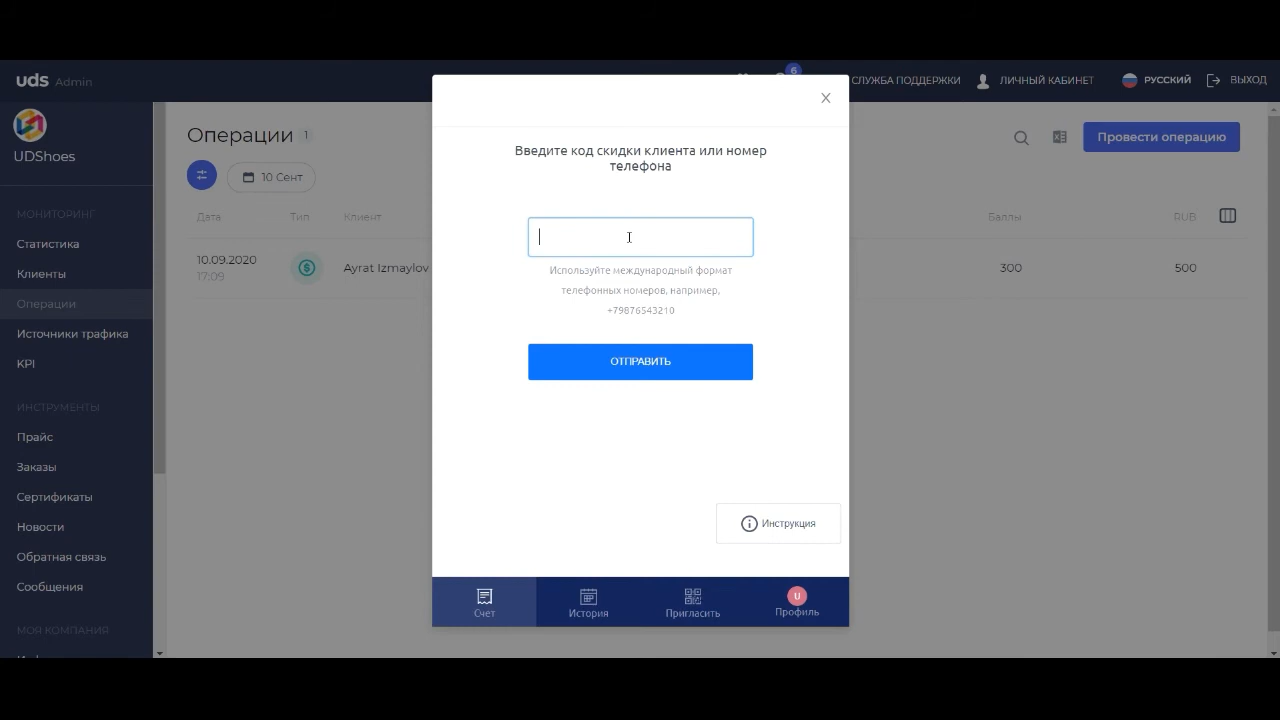 uds Admin
6
СЛУЖБА ПОДДЕРЖКИ
ЛИЧНЫЙ КАБИНЕТ
РУССКИЙ
ВЫХОД
UDShoes
МОНИТОРИНГ
Статистика
Клиенты
Операции
Источники трафика
KPI
ИНСТРУМЕНТЫ
Прайс
Заказы
Сертификаты
Новости
Обратная связь
Сообщения
МОЯ КОМПАНИЯ
Операции 1
Провести операцию
10 Сент
Дата
Тип
Клиент
Баллы
RUB
10.09.2020
17:09
Ayrat Izmaylov
300
500
Введите код скидки клиента или номер
телефона
Используйте международный формат
телефонных номеров, например,
+79876543210
ОТПРАВИТЬ
Инструкция
Счет
История
Пригласить
U
Профиль